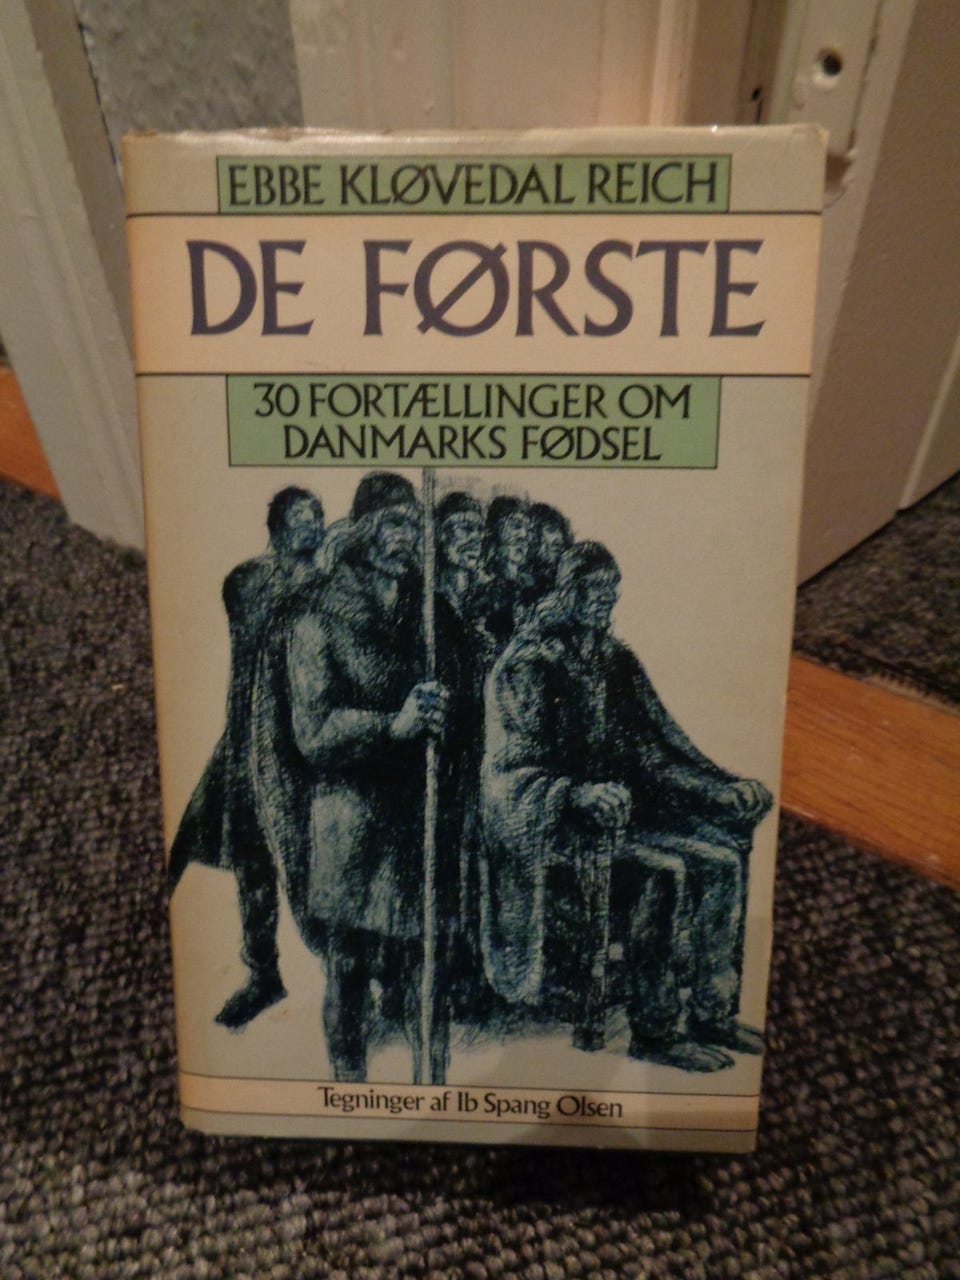 EBBE KLØVEDAL REICH
DE FØRSTE
30 FORTÆLLINGER OM
DANMARKS FØDSEL
Tegninger af Ib Spang Olsen